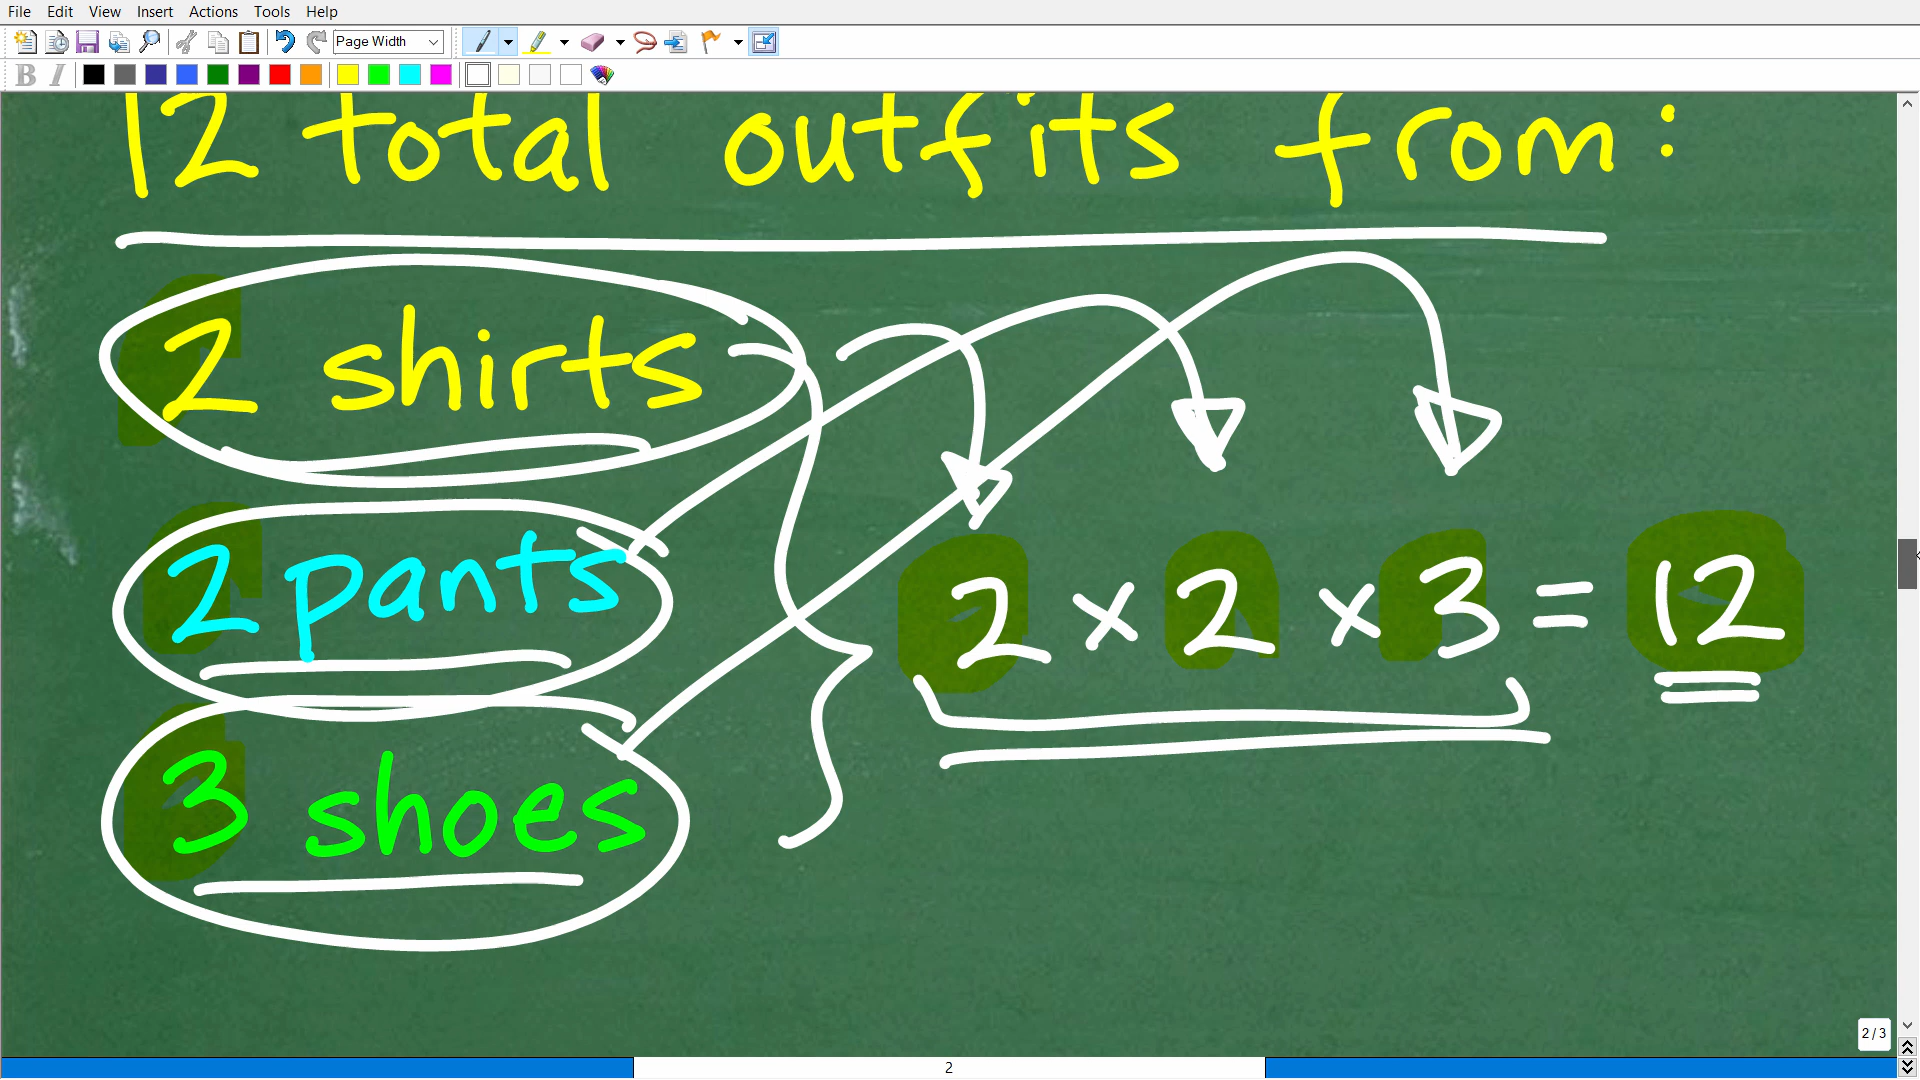 File Edit View Insert Actions Tools Help
Page Width
B I
12 total outfits from:
2 shirts
2 pants
2 × 2 × 3 = 12
3 shoes
2 / 3
2